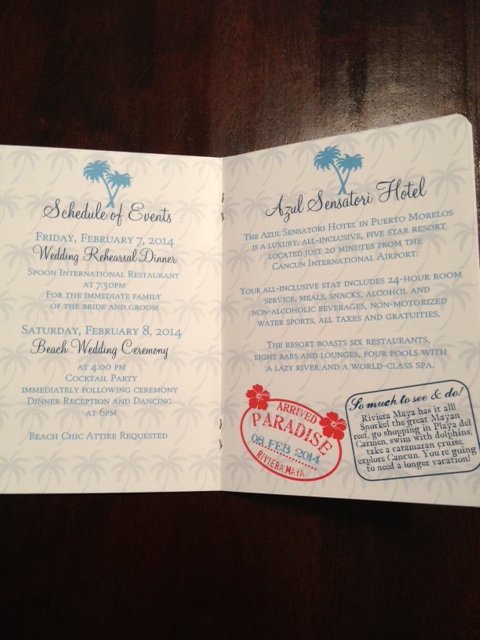 Schedule of Events
Friday, February 7, 2014
Wedding Rehearsal Dinner
Spoon International Restaurant
at 7:30pm
For the immediate family
of the bride and groom
Saturday, February 8, 2014
Beach Wedding Ceremony
at 4:00 pm
Cocktail Party
immediately following ceremony
Dinner Reception and Dancing
at 6pm
Beach Chic Attire Requested
Azul Sensatori Hotel
The Azul Sensatori Hotel in Puerto Morelos
is a luxury, all-inclusive, five star resort
located just 20 minutes from the
Cancun International Airport.
Your all-inclusive stay includes 24-hour room
service, meals, snacks, alcohol and
non-alcoholic beverages, non-motorized
water sports, all taxes and gratuities.
The resort boasts six restaurants,
eight bars and lounges, four pools with
a lazy river and a world-class spa.
ARRIVED
PARADISE
08 FEB 2014
RIVIERA MAYA
So much to see & do!
Riviera Maya has it all!
Snorkel the great Mayan
reef, go shopping in Playa del
Carmen, swim with dolphins,
take a catamaran cruise,
explore Cancun. You're going
to need a longer vacation!